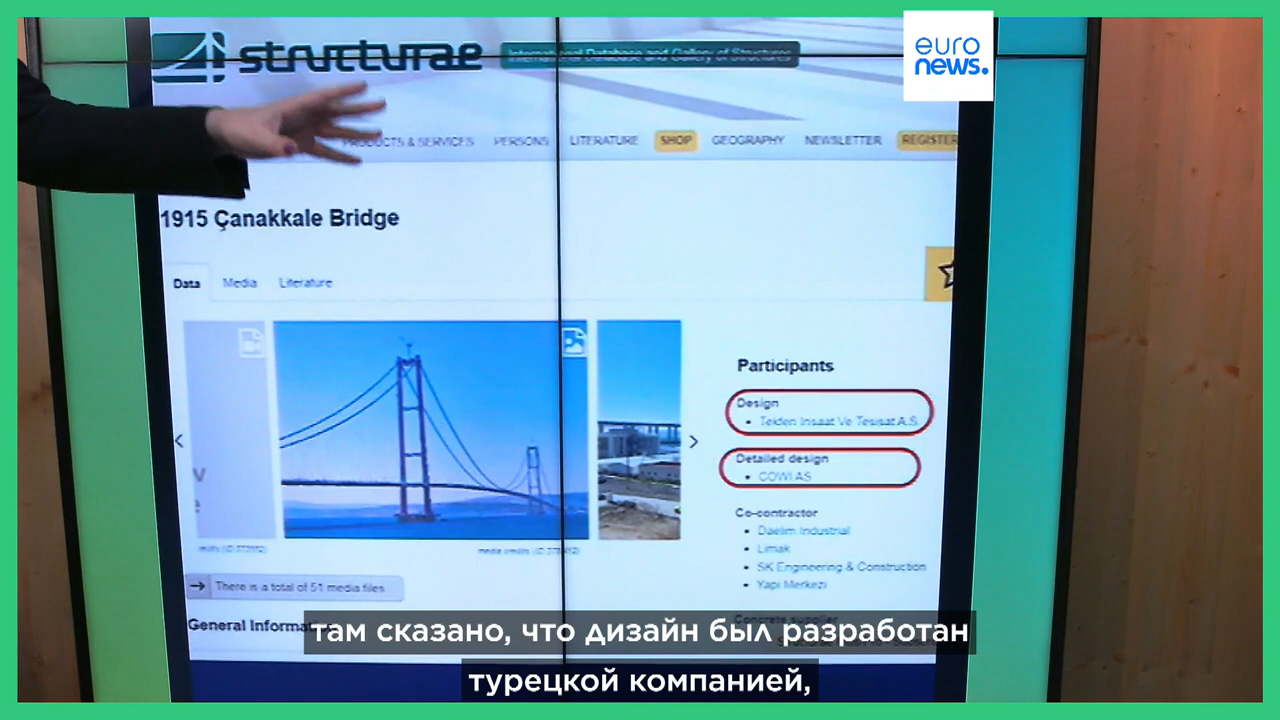 structurae
International Database and Gallery of Structures
euro
news.
PRODUCTS & SERVICES PERSONS LITERATURE SHOP GEOGRAPHY NEWSLETTER REGISTER
1915 Çanakkale Bridge
Data Media Literature
Participants
Design
Tekfen Insaat Ve Tesisat A.S.
Detailed design
COWI AS
Co-contractor
Daelim Industrial
Limak
SK Engineering & Construction
Yapı Merkezi
There is a total of 51 media files
General Informat
Concrete supplier
там сказано, что дизайн был разработан
турецкой компанией,